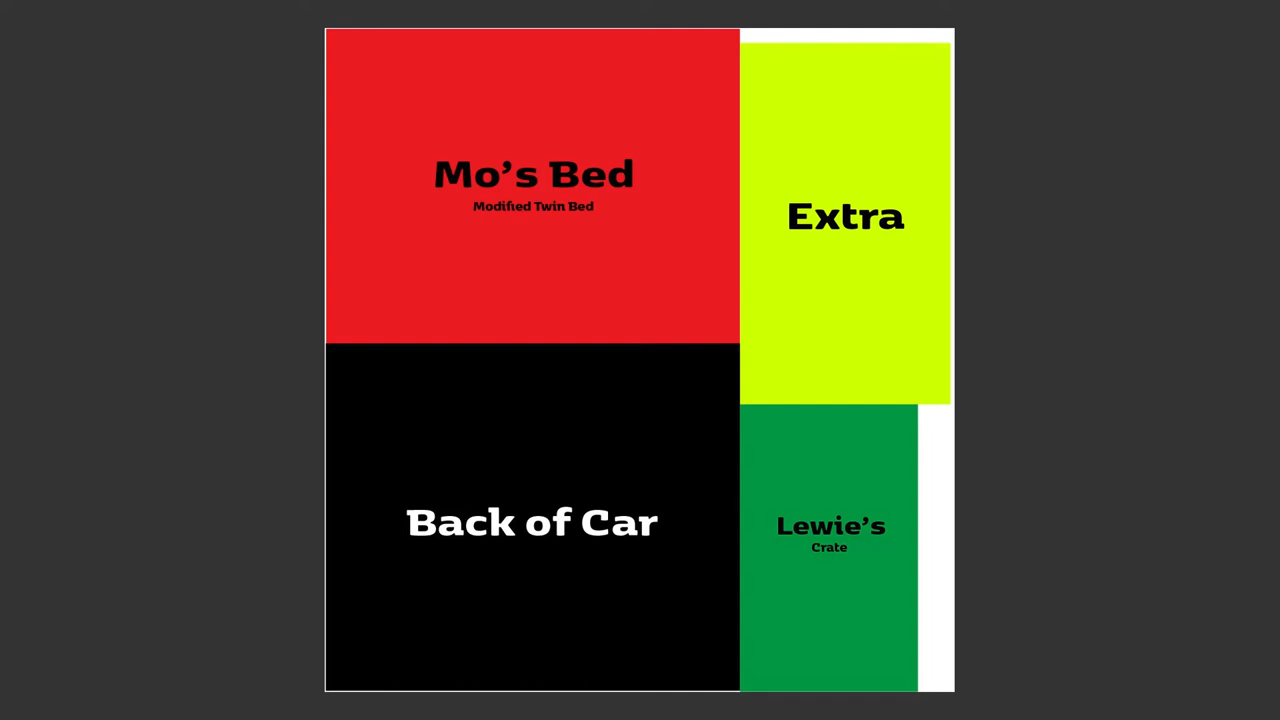 Mo's Bed
Modified Twin Bed
Extra
Back of Car
Lewie's
Crate